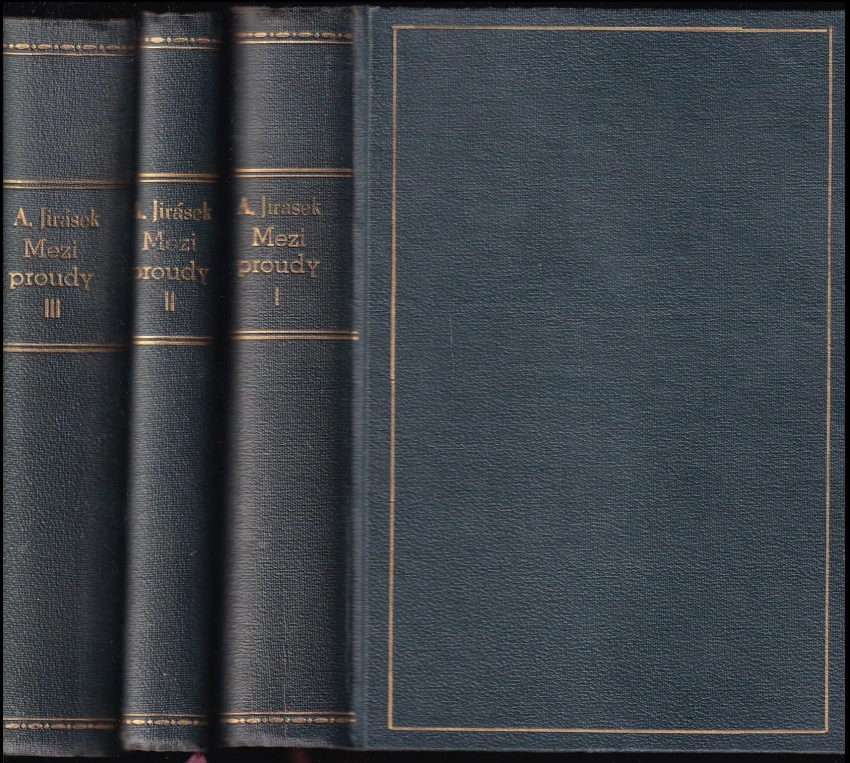 A. Jirásek
Mezi
proudy
III
A. Jirásek
Mezi
proudy
II
A. Jirásek
Mezi
proudy
I